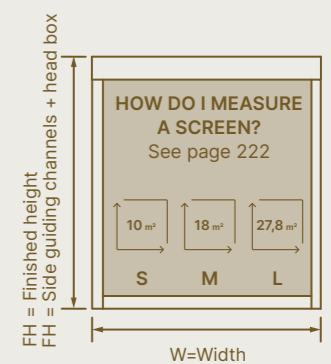 FH = Finished height
FH = Side guiding channels + head box
HOW DO I MEASURE
A SCREEN?
See page 222
10 m²
18 m²
27,8 m²
S
M
L
W=Width